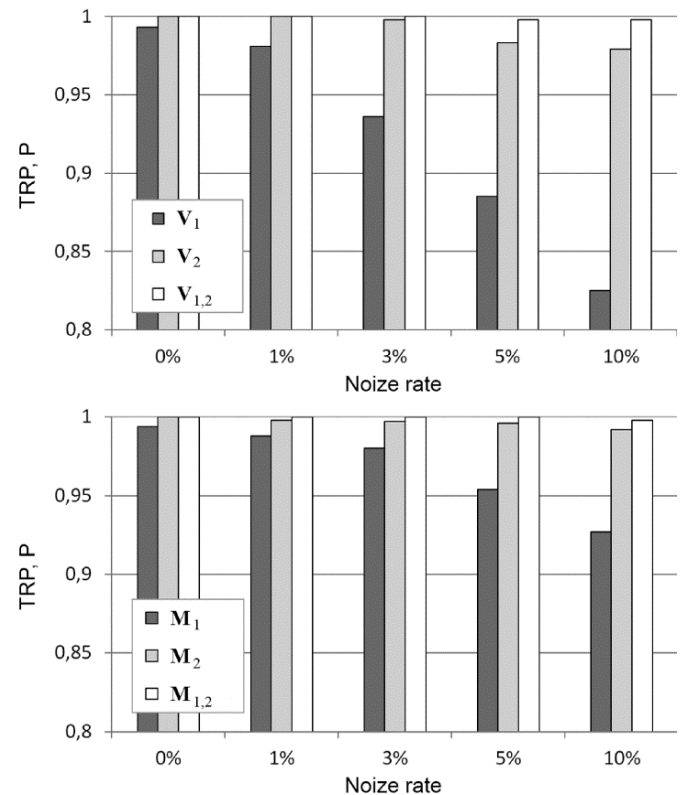 1
0,95
0,9
0,85
0,8
TRP, P
V1
V2
V1,2
0% 1% 3% 5% 10%
Noize rate
1
0,95
0,9
0,85
0,8
TRP, P
M1
M2
M1,2
0% 1% 3% 5% 10%
Noize rate